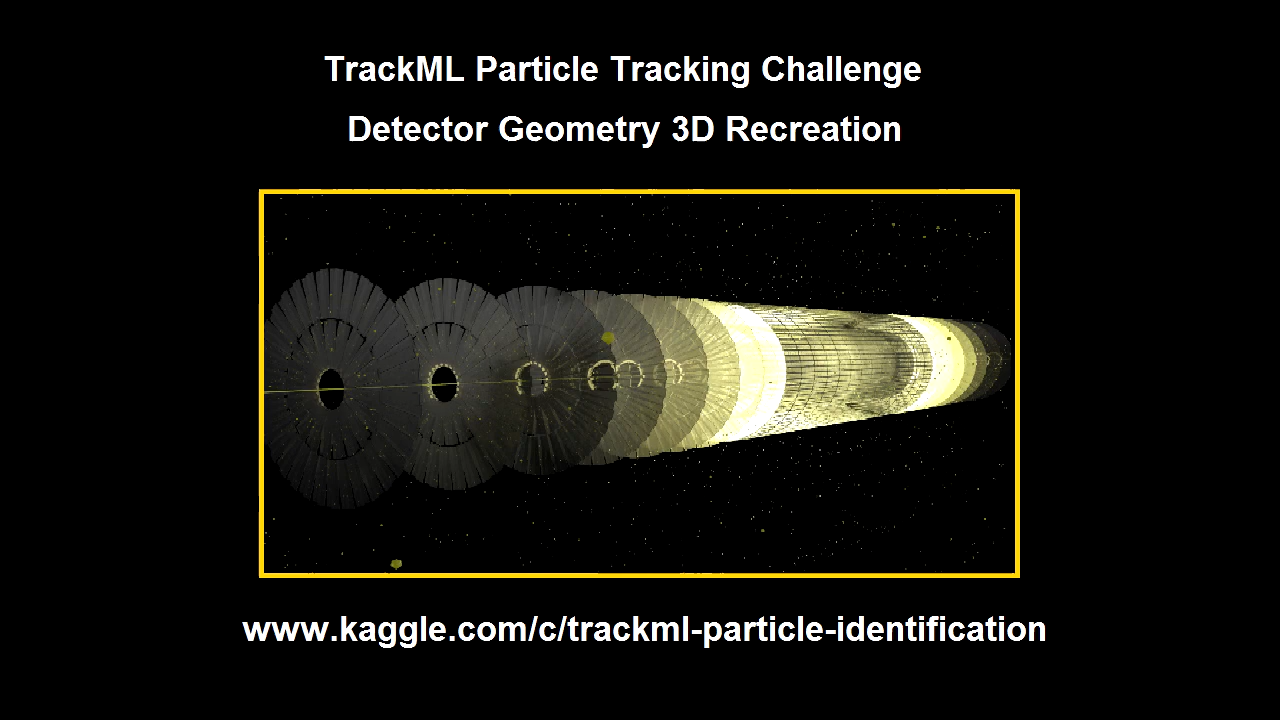 TrackML Particle Tracking Challenge
Detector Geometry 3D Recreation
www.kaggle.com/c/trackml-particle-identification